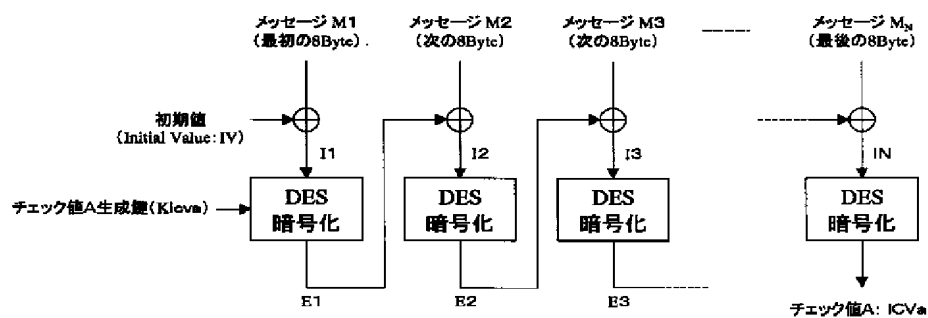 メッセージ M1
(最初の8Byte).
メッセージ M2
(次の8Byte)
メッセージ M3
(次の8Byte)
メッセージ MN
(最後の8Byte)
初期値
(Initial Value: IV)
I1
I2
I3
IN
チェック値A生成鍵(Kicva)
DES
暗号化
DES
暗号化
DES
暗号化
DES
暗号化
E1
E2
E3
チェック値A: ICVa